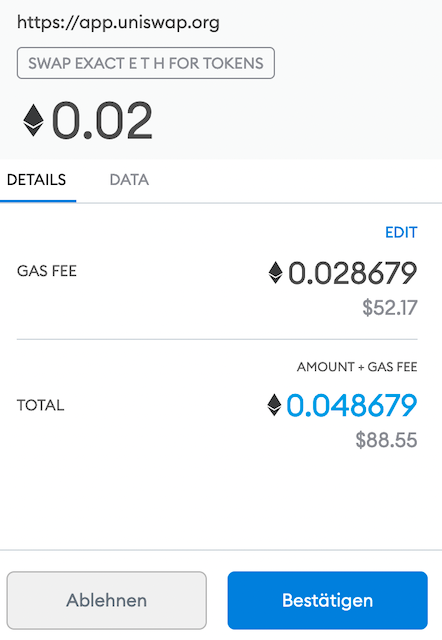 https://app.uniswap.org
SWAP EXACT E T H FOR TOKENS
0.02
DETAILS DATA
EDIT
GAS FEE 0.028679
$52.17
AMOUNT + GAS FEE
TOTAL 0.048679
$88.55
Ablehnen Bestätigen